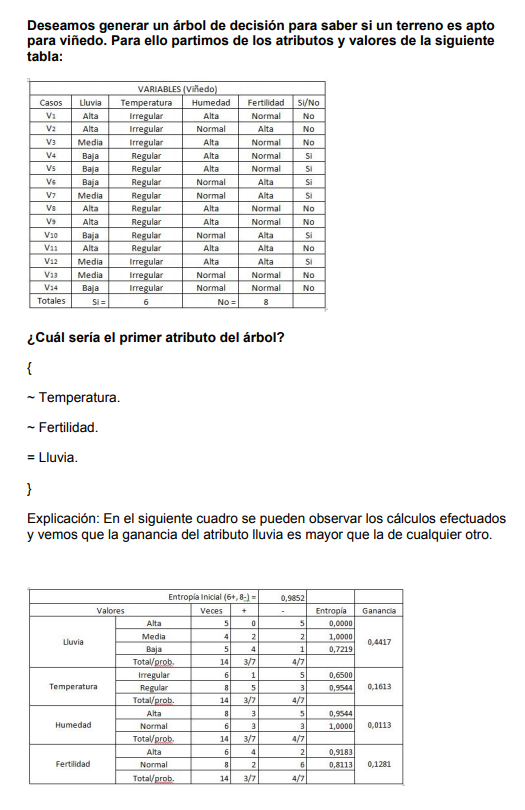 Deseamos generar un árbol de decisión para saber si un terreno es apto
para viñedo. Para ello partimos de los atributos y valores de la siguiente
tabla:
VARIABLES (Viñedo)
Casos Lluvia Temperatura Humedad Fertilidad Si/No
V1 Alta Irregular Alta Normal No
V2 Alta Irregular Normal Alta No
V3 Media Irregular Alta Normal No
V4 Baja Regular Alta Normal Si
V5 Baja Regular Alta Normal Si
V6 Baja Regular Normal Alta Si
V7 Media Regular Normal Alta Si
V8 Alta Regular Alta Normal No
V9 Alta Regular Alta Normal No
V10 Baja Regular Normal Alta Si
V11 Alta Regular Alta Alta No
V12 Media Irregular Alta Alta Si
V13 Media Irregular Normal Normal No
V14 Baja Irregular Normal Normal No
Totales Si = 6 No = 8
¿Cuál sería el primer atributo del árbol?
{
~ Temperatura.
~ Fertilidad.
= Lluvia.
}
Explicación: En el siguiente cuadro se pueden observar los cálculos efectuados
y vemos que la ganancia del atributo lluvia es mayor que la de cualquier otro.
Entropía Inicial (6+, 8-) = 0,9852
Valores Veces + - Entropía Ganancia
Lluvia Alta 5 0 5 0,0000 0,4417
Media 4 2 2 1,0000
Baja 5 4 1 0,7219
Total/prob. 14 3/7 4/7
Temperatura Irregular 6 1 5 0,6500 0,1613
Regular 8 5 3 0,9544
Total/prob. 14 3/7 4/7
Humedad Alta 8 3 5 0,9544 0,0113
Normal 6 3 3 1,0000
Total/prob. 14 3/7 4/7
Fertilidad Alta 6 4 2 0,9183 0,1281
Normal 8 2 6 0,8113
Total/prob. 14 3/7 4/7